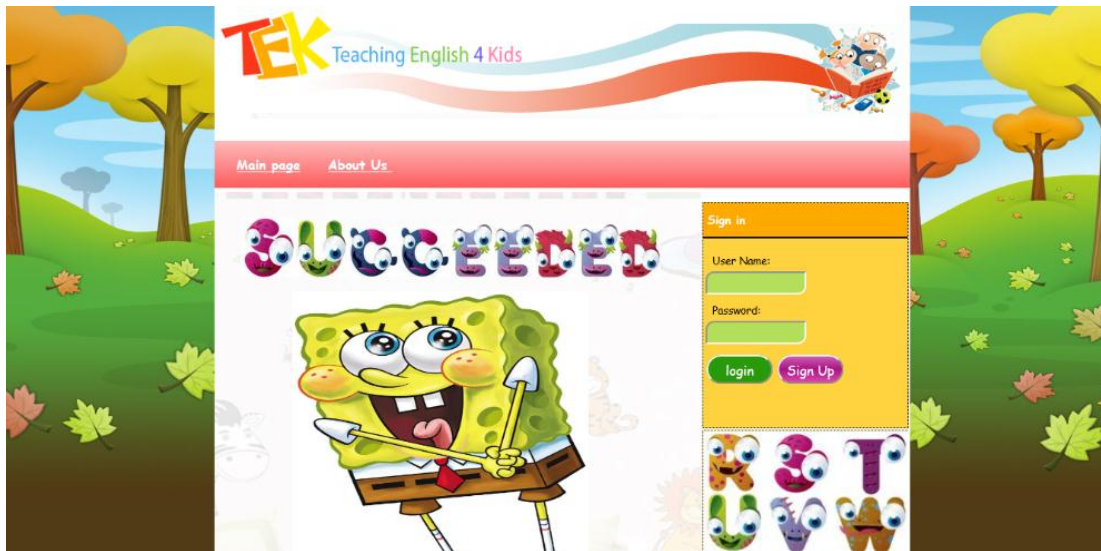 TEK Teaching English 4 Kids
Main page About Us
SUCCEEDED
Sign in
User Name:
Password:
login Sign Up
R S T
U V W